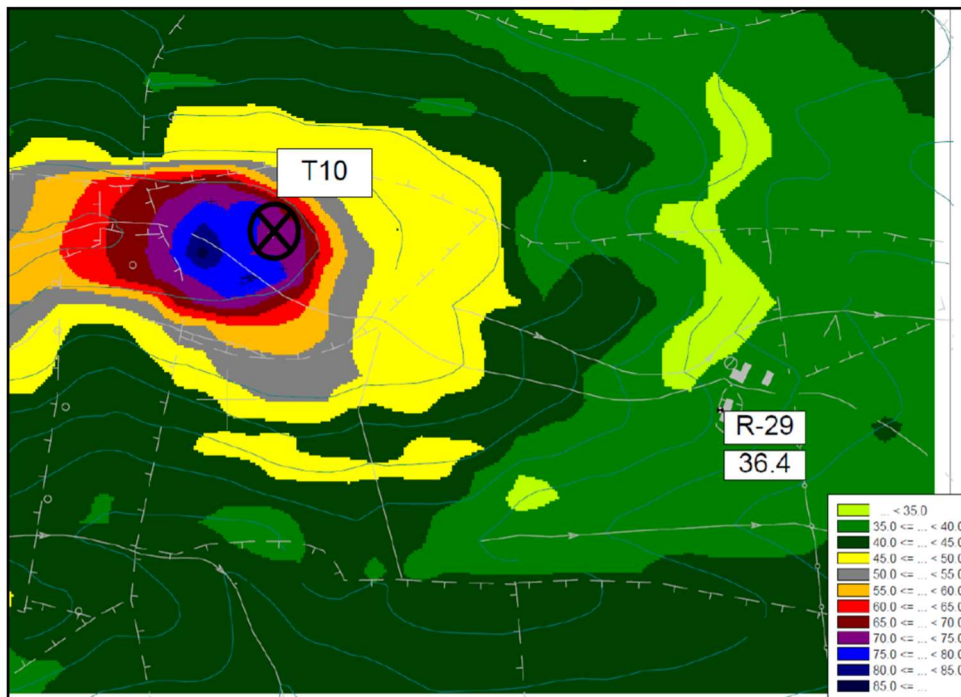 T10
R-29
36.4
... < 35.0
35.0 <= ... < 40.0
40.0 <= ... < 45.0
45.0 <= ... < 50.0
50.0 <= ... < 55.0
55.0 <= ... < 60.0
60.0 <= ... < 65.0
65.0 <= ... < 70.0
70.0 <= ... < 75.0
75.0 <= ... < 80.0
80.0 <= ... < 85.0
85.0 <= ...